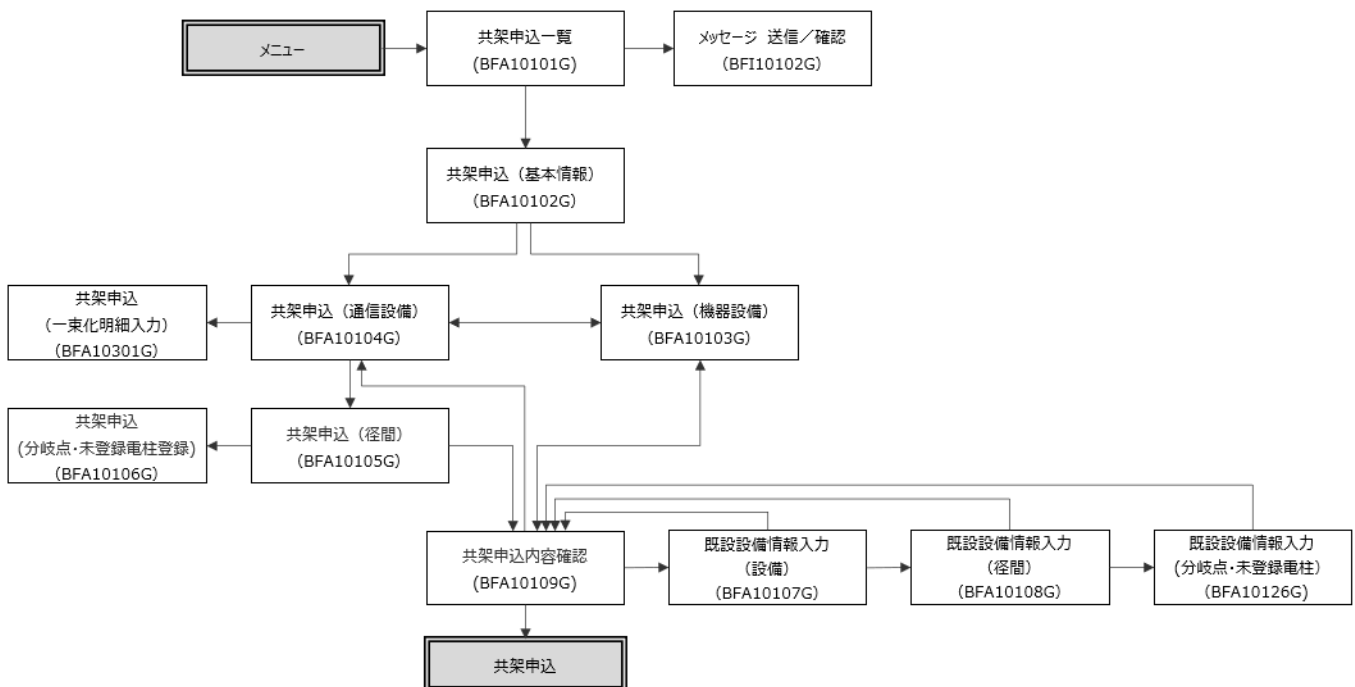 メニュー
共架申込一覧
(BFA10101G)
メッセージ 送信／確認
（BFI10102G）
共架申込（基本情報）
（BFA10102G）
共架申込
(一束化明細入力）
(BFA10301G)
共架申込（通信設備）
（BFA10104G）
共架申込（機器設備）
（BFA10103G）
共架申込
(分岐点･未登録電柱登録)
（BFA10106G）
共架申込（径間）
（BFA10105G）
共架申込内容確認
(BFA10109G)
既設設備情報入力
（設備）
（BFA10107G）
既設設備情報入力
（径間）
（BFA10108G）
既設設備情報入力
(分岐点･未登録電柱）
（BFA10126G)
共架申込